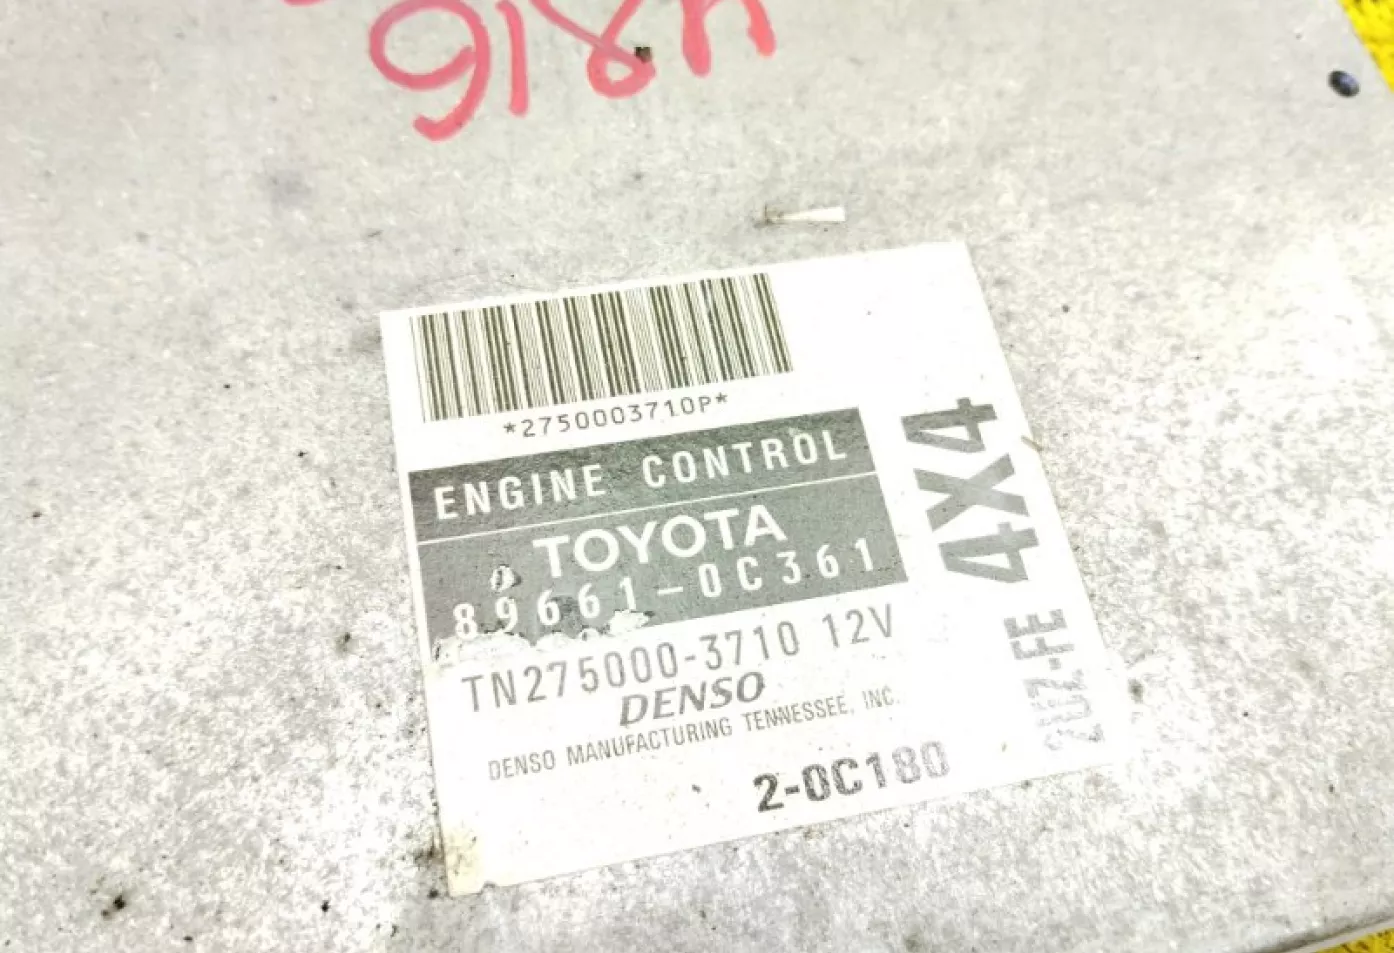 *2750003710P*
ENGINE CONTROL
TOYOTA
89661-0C361
TN275000-3710 12V
DENSO
DENSO MANUFACTURING TENNESSEE, INC.
2-0C180
4X4
2UZ-FE